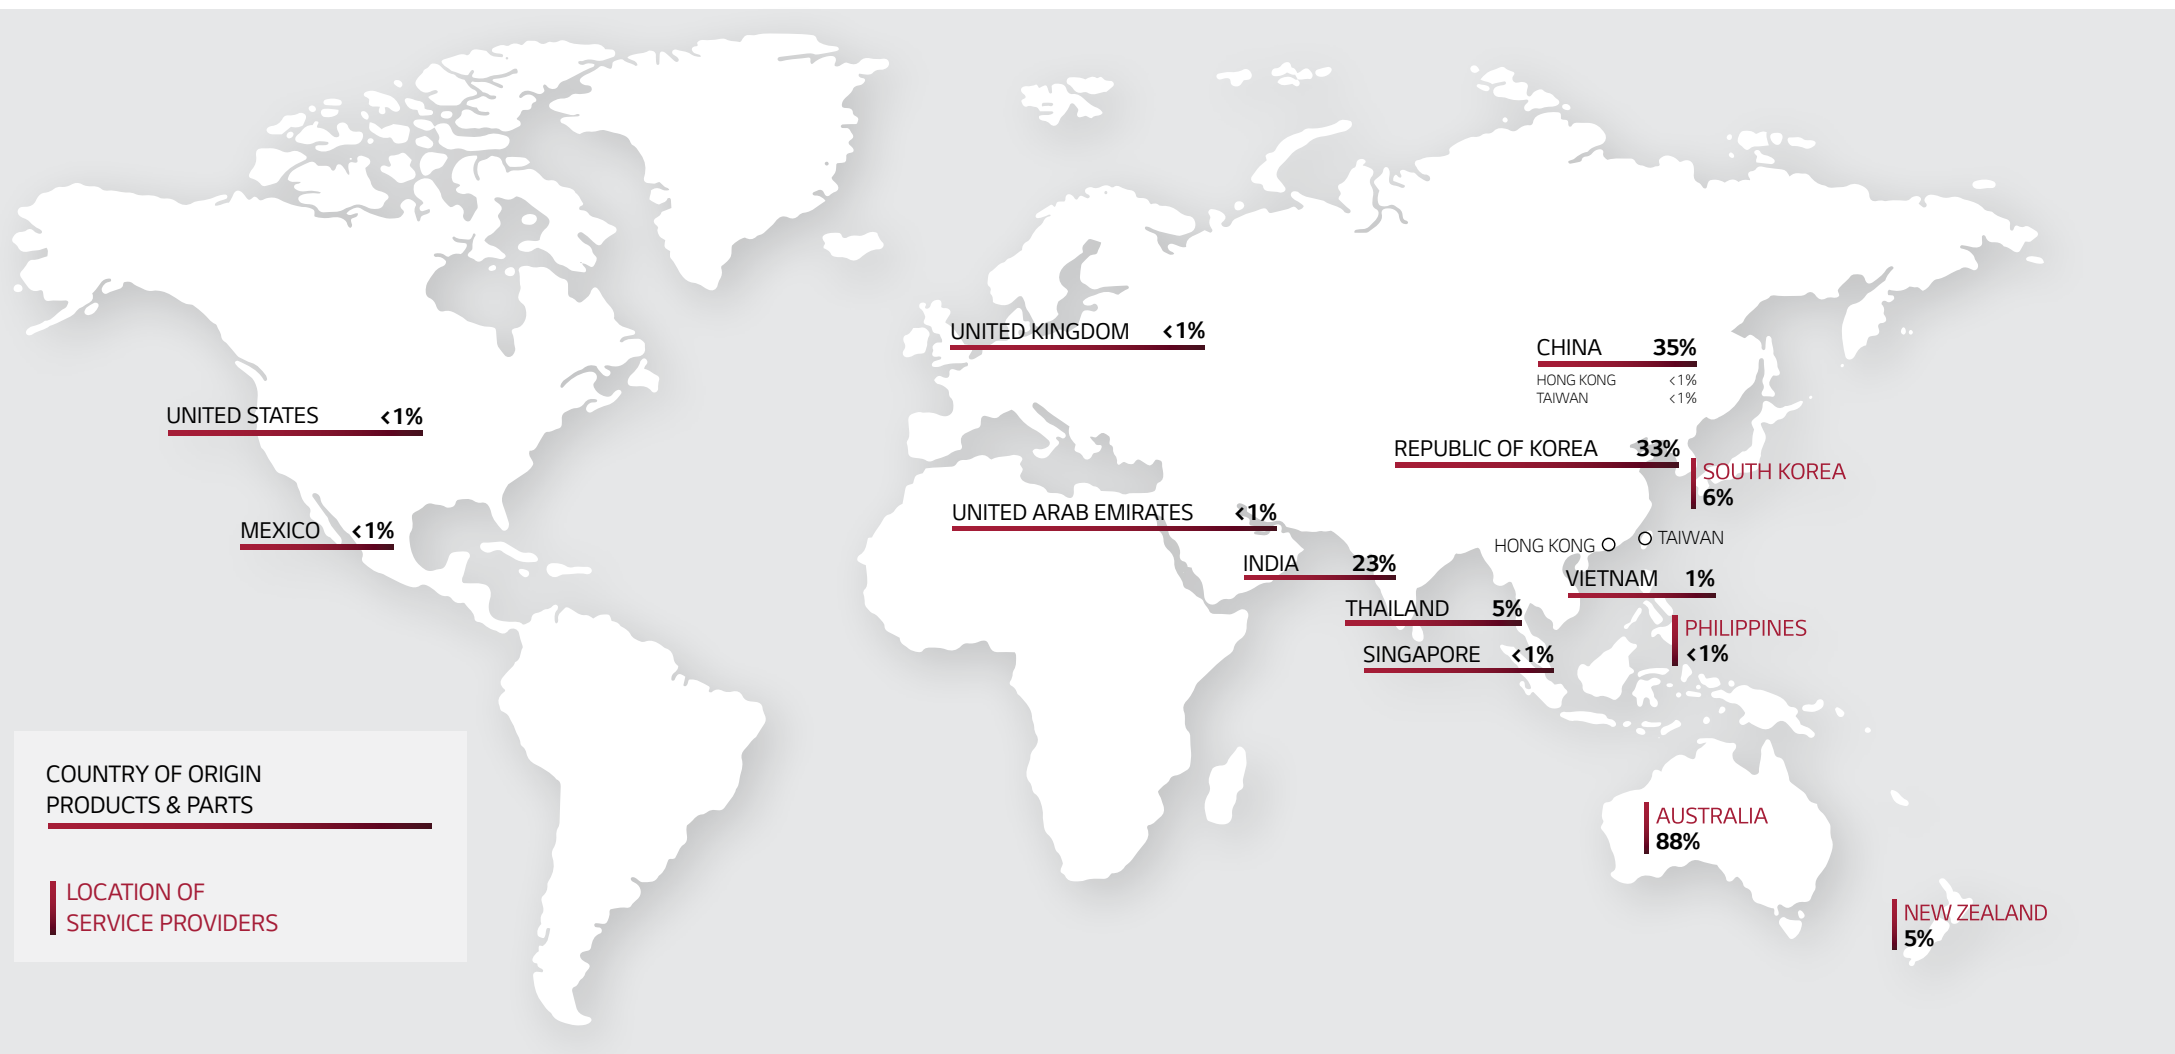 UNITED KINGDOM <1%
CHINA 35%
HONG KONG <1%
TAIWAN <1%
UNITED STATES <1%
REPUBLIC OF KOREA 33%
SOUTH KOREA
6%
UNITED ARAB EMIRATES <1%
MEXICO <1%
HONG KONG
TAIWAN
INDIA 23%
VIETNAM 1%
THAILAND 5%
PHILIPPINES
<1%
SINGAPORE <1%
COUNTRY OF ORIGIN
PRODUCTS & PARTS
LOCATION OF
SERVICE PROVIDERS
AUSTRALIA
88%
NEW ZEALAND
5%